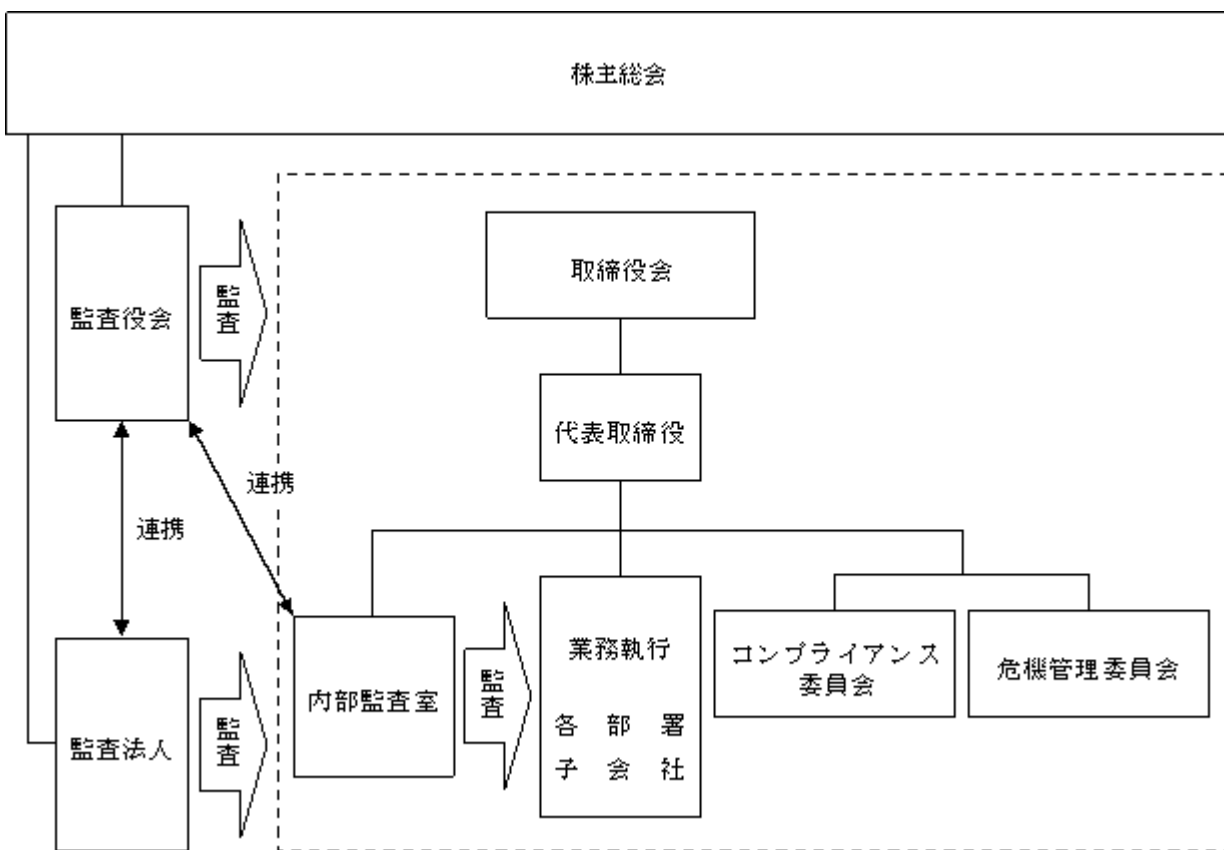 株主総会
取締役会
監査役会
監査
代表取締役
連携
連携
業務執行
コンプライアンス
委員会
危機管理委員会
内部監査室
監査
各部署
子会社
監査法人
監査